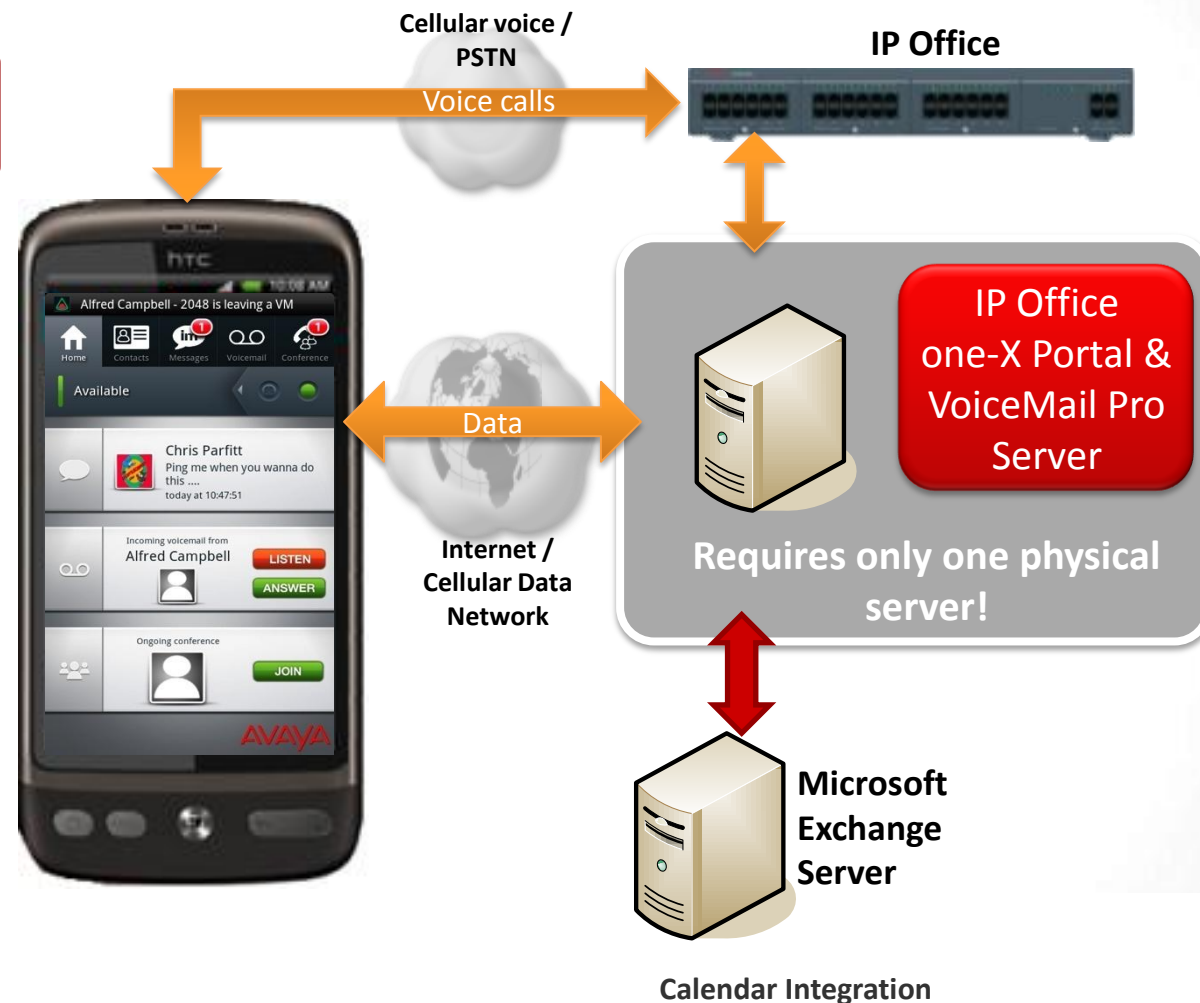 Cellular voice /
PSTN
Voice calls
IP Office
hTC
10:08 AM
Alfred Campbell - 2048 is leaving a VM
im
1
1
Home
Contacts
Messages
Voicemail
Conference
Available
Chris Parfitt
Ping me when you wanna do
this ....
today at 10:47:51
Incoming voicemail from
Alfred Campbell
LISTEN
ANSWER
Ongoing conference
JOIN
AVAYA
Data
Internet /
Cellular Data
Network
IP Office
one-X Portal &
VoiceMail Pro
Server
Requires only one physical
server!
Microsoft
Exchange
Server
Calendar Integration